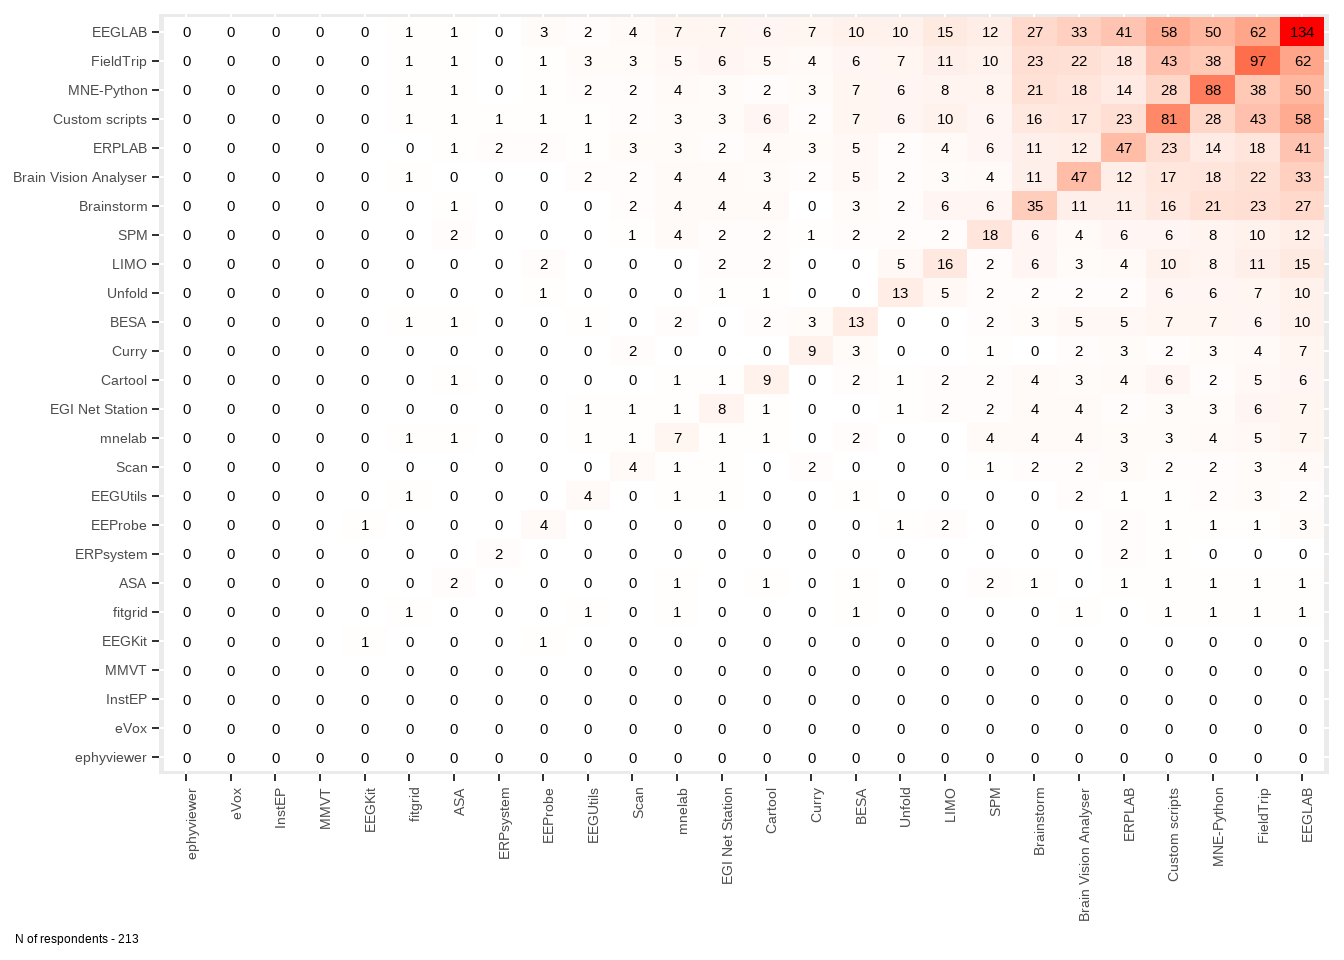 EEGLAB 0 0 0 0 0 1 1 0 3 2 4 7 7 6 7 10 10 15 12 27 33 41 58 50 62 134
FieldTrip 0 0 0 0 0 1 1 0 1 3 3 5 6 5 4 6 7 11 10 23 22 18 43 38 97 62
MNE-Python 0 0 0 0 0 1 1 0 1 2 2 4 3 2 3 7 6 8 8 21 18 14 28 88 38 50
Custom scripts 0 0 0 0 0 1 1 1 1 1 2 3 3 6 2 7 6 10 6 16 17 23 81 28 43 58
ERPLAB 0 0 0 0 0 0 1 2 2 1 3 3 2 4 3 5 2 4 6 11 12 47 23 14 18 41
Brain Vision Analyser 0 0 0 0 0 1 0 0 0 2 2 4 4 3 2 5 2 3 4 11 47 12 17 18 22 33
Brainstorm 0 0 0 0 0 0 1 0 0 0 2 4 4 4 0 3 2 6 6 35 11 11 16 21 23 27
SPM 0 0 0 0 0 0 2 0 0 0 1 4 2 2 1 2 2 2 18 6 4 6 6 8 10 12
LIMO 0 0 0 0 0 0 0 0 2 0 0 0 2 2 0 0 5 16 2 6 3 4 10 8 11 15
Unfold 0 0 0 0 0 0 0 0 1 0 0 0 1 1 0 0 13 5 2 2 2 2 6 6 7 10
BESA 0 0 0 0 0 1 1 0 0 1 0 2 0 2 3 13 0 0 2 3 5 5 7 7 6 10
Curry 0 0 0 0 0 0 0 0 0 0 2 0 0 0 9 3 0 0 1 0 2 3 2 3 4 7
Cartool 0 0 0 0 0 0 1 0 0 0 0 1 1 9 0 2 1 2 2 4 3 4 6 2 5 6
EGI Net Station 0 0 0 0 0 0 0 0 0 1 1 1 8 1 0 0 1 2 2 4 4 2 3 3 6 7
mnelab 0 0 0 0 0 1 1 0 0 1 1 7 1 1 0 2 0 0 4 4 4 3 3 4 5 7
Scan 0 0 0 0 0 0 0 0 0 0 4 1 1 0 2 0 0 0 1 2 2 3 2 2 3 4
EEGUtils 0 0 0 0 0 1 0 0 0 4 0 1 1 0 0 1 0 0 0 0 2 1 1 2 3 2
EEProbe 0 0 0 0 1 0 0 0 4 0 0 0 0 0 0 0 1 2 0 0 0 2 1 1 1 3
ERPsystem 0 0 0 0 0 0 0 2 0 0 0 0 0 0 0 0 0 0 0 0 0 2 1 0 0 0
ASA 0 0 0 0 0 0 2 0 0 0 0 1 0 1 0 1 0 0 2 1 0 1 1 1 1 1
fitgrid 0 0 0 0 0 1 0 0 0 1 0 1 0 0 0 1 0 0 0 0 1 0 1 1 1 1
EEGKit 0 0 0 0 1 0 0 0 1 0 0 0 0 0 0 0 0 0 0 0 0 0 0 0 0 0
MMVT 0 0 0 0 0 0 0 0 0 0 0 0 0 0 0 0 0 0 0 0 0 0 0 0 0 0
InstEP 0 0 0 0 0 0 0 0 0 0 0 0 0 0 0 0 0 0 0 0 0 0 0 0 0 0
eVox 0 0 0 0 0 0 0 0 0 0 0 0 0 0 0 0 0 0 0 0 0 0 0 0 0 0
ephyviewer 0 0 0 0 0 0 0 0 0 0 0 0 0 0 0 0 0 0 0 0 0 0 0 0 0 0
ephyviewer
eVox
InstEP
MMVT
EEGKit
fitgrid
ASA
ERPsystem
EEProbe
EEGUtils
Scan
mnelab
EGI Net Station
Cartool
Curry
BESA
Unfold
LIMO
SPM
Brainstorm
Brain Vision Analyser
ERPLAB
Custom scripts
MNE-Python
FieldTrip
EEGLAB
N of respondents - 213